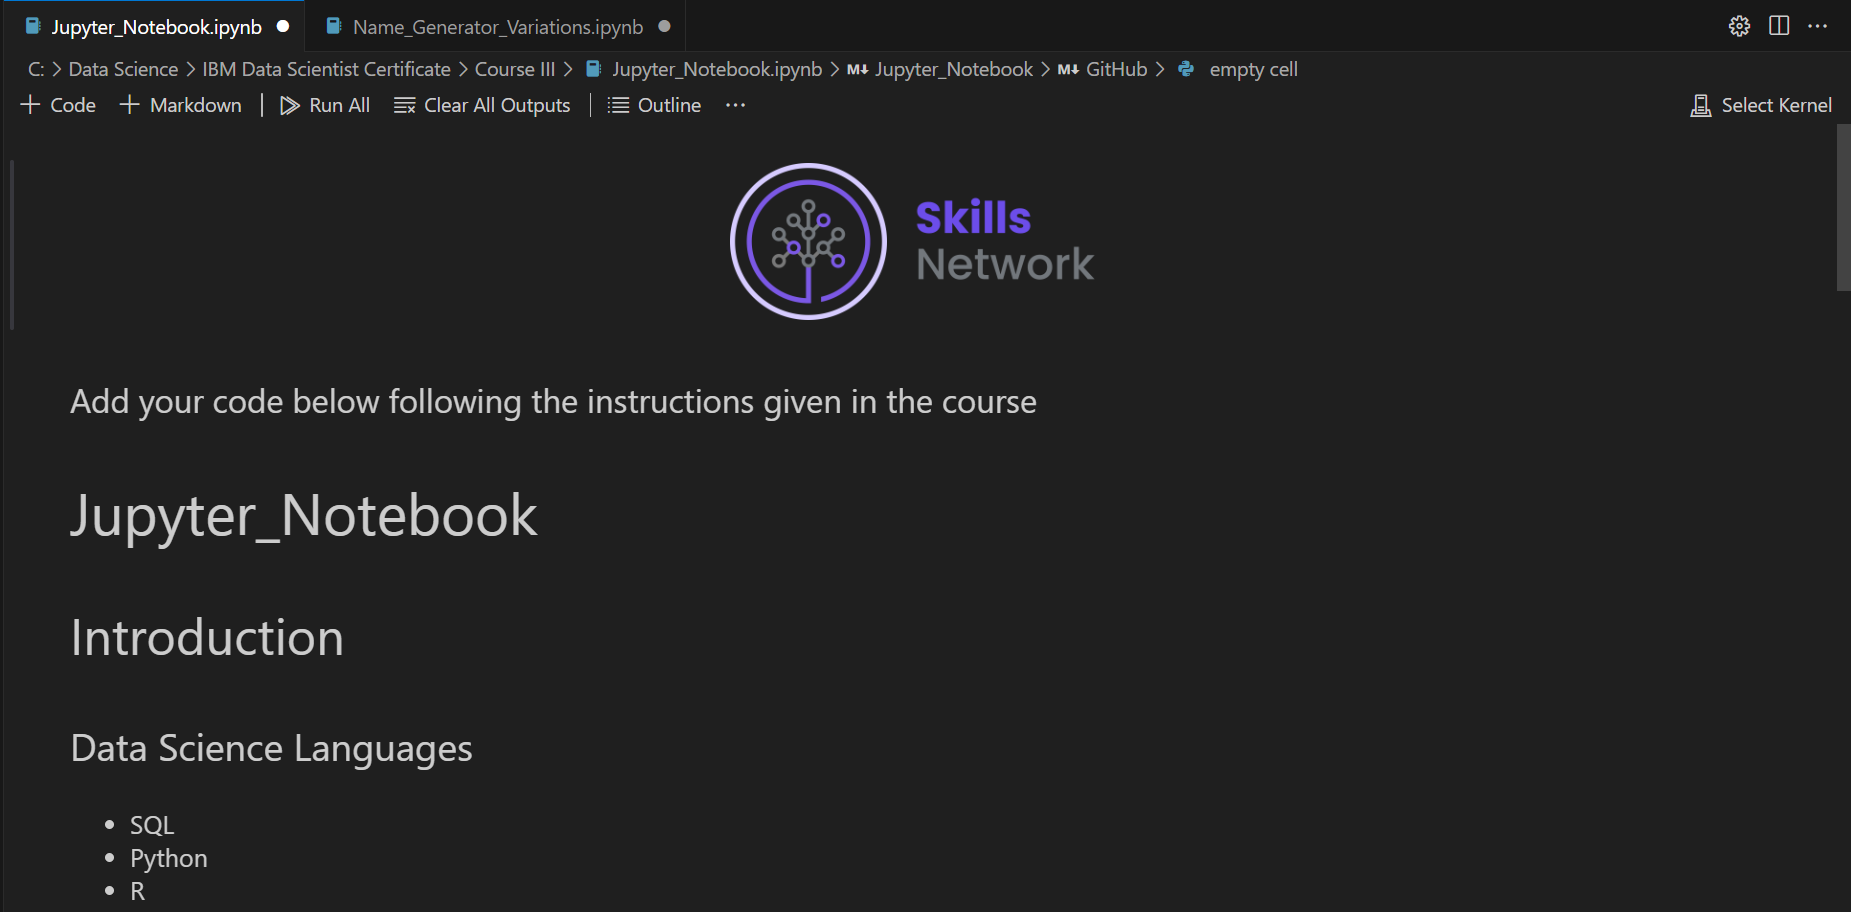 Jupyter_Notebook.ipynb Name_Generator_Variations.ipynb
C: > Data Science > IBM Data Scientist Certificate > Course III > Jupyter_Notebook.ipynb > M↓ Jupyter_Notebook > M↓ GitHub > empty cell
+ Code + Markdown | Run All Clear All Outputs | Outline ... Select Kernel
Skills
Network
Add your code below following the instructions given in the course
Jupyter_Notebook
Introduction
Data Science Languages
• SQL
• Python
• R